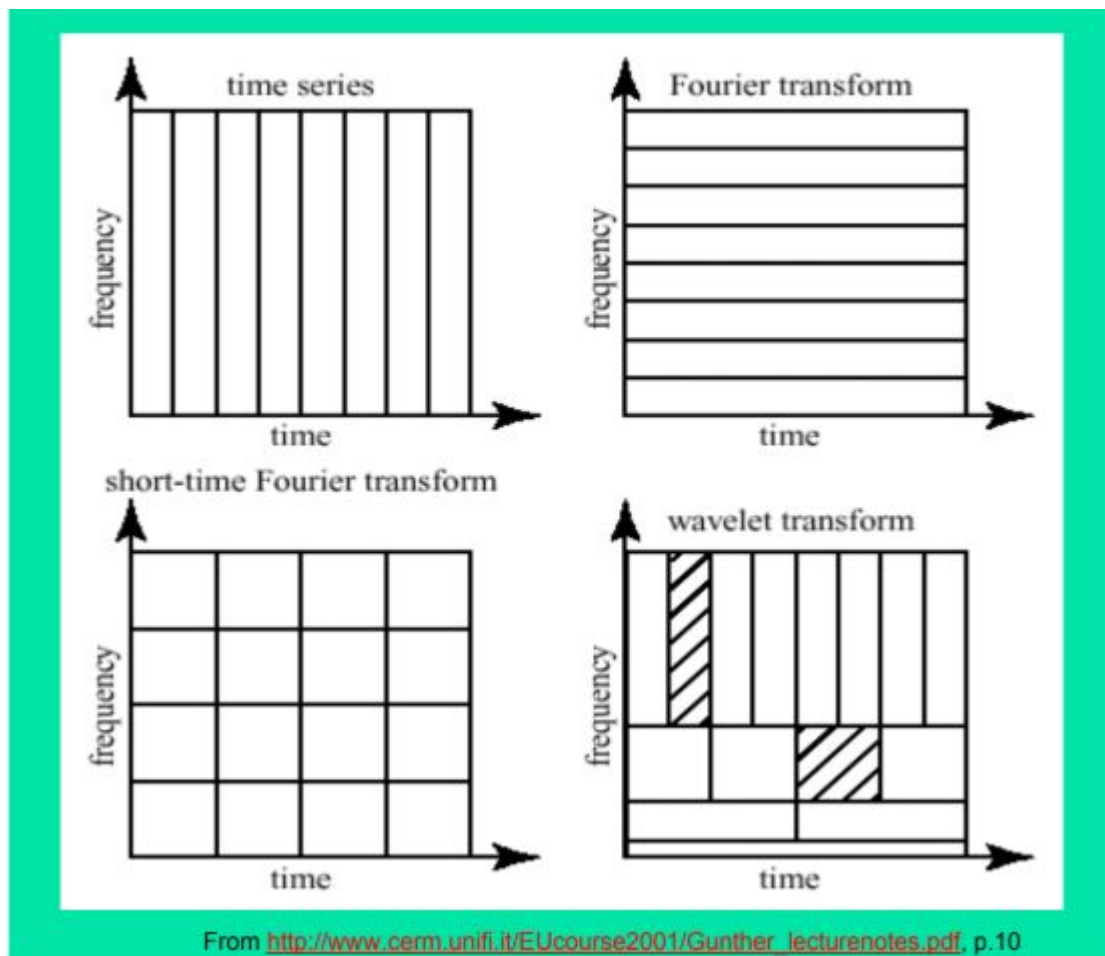 time series
frequency
time
Fourier transform
frequency
time
short-time Fourier transform
frequency
time
wavelet transform
frequency
time
From http://www.cerm.unifi.it/EUcourse2001/Gunther_lecturenotes.pdf, p.10